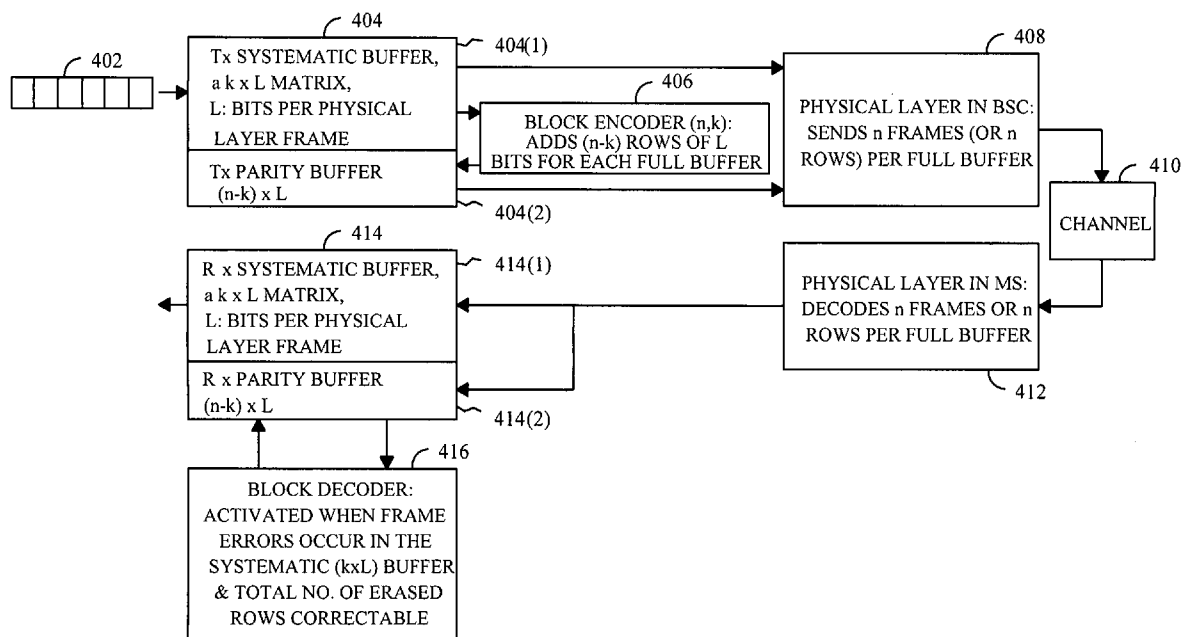 402
404
Tx SYSTEMATIC BUFFER,
a k x L MATRIX,
L: BITS PER PHYSICAL
LAYER FRAME
404(1)
Tx PARITY BUFFER
(n-k) x L
404(2)
406
BLOCK ENCODER (n,k):
ADDS (n-k) ROWS OF L
BITS FOR EACH FULL BUFFER
408
PHYSICAL LAYER IN BSC:
SENDS n FRAMES (OR n
ROWS) PER FULL BUFFER
410
CHANNEL
414
R x SYSTEMATIC BUFFER,
a k x L MATRIX,
L: BITS PER PHYSICAL
LAYER FRAME
414(1)
R x PARITY BUFFER
(n-k) x L
414(2)
PHYSICAL LAYER IN MS:
DECODES n FRAMES OR n
ROWS PER FULL BUFFER
412
416
BLOCK DECODER:
ACTIVATED WHEN FRAME
ERRORS OCCUR IN THE
SYSTEMATIC (kxL) BUFFER
& TOTAL NO. OF ERASED
ROWS CORRECTABLE